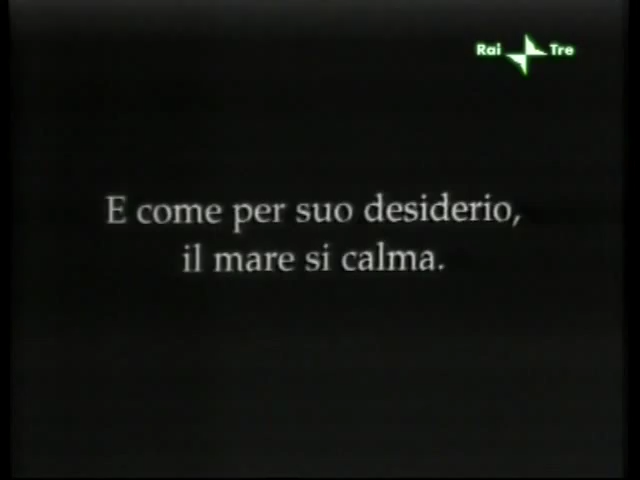 Rai Tre
E come per suo desiderio,
il mare si calma.